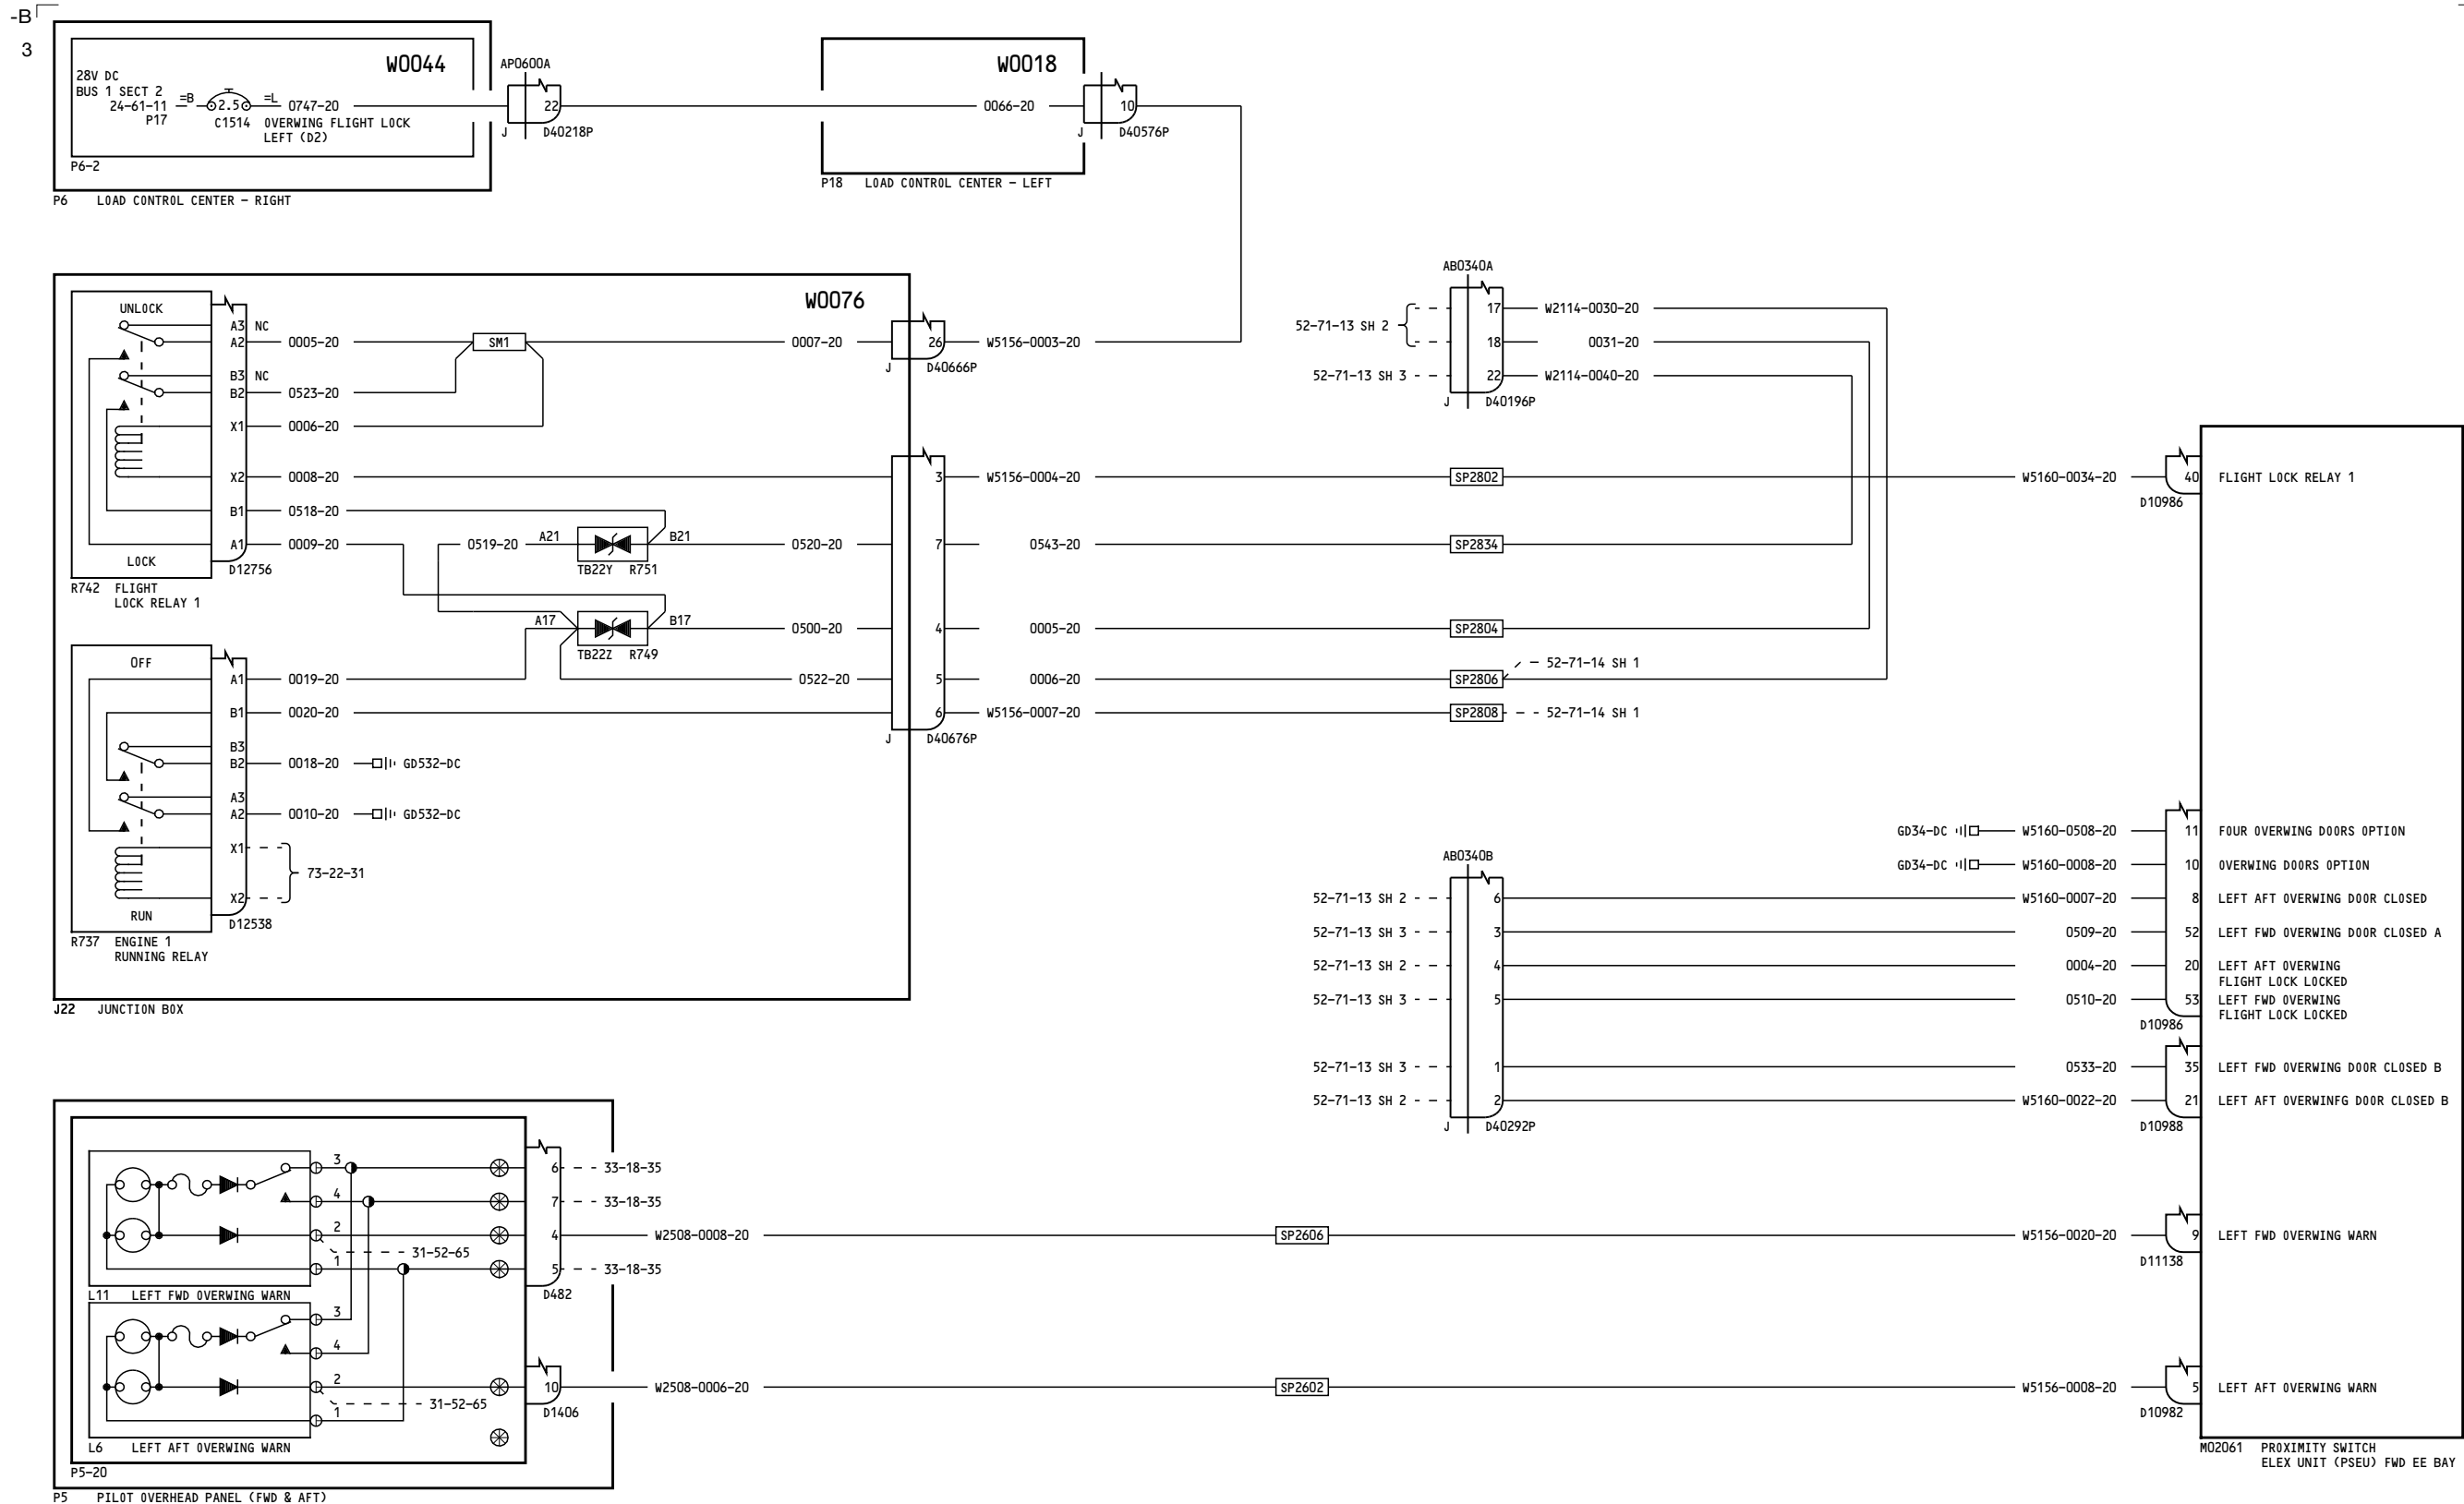 -B
3
W0044
28V DC
BUS 1 SECT 2
24-61-11
P17
=B
2.5
=L
0747-20
C1514
OVERWING FLIGHT LOCK
LEFT (D2)
P6-2
P6 LOAD CONTROL CENTER - RIGHT
AP0600A
22
J
D40218P
W0018
0066-20
P18 LOAD CONTROL CENTER - LEFT
10
J
D40576P
W0076
UNLOCK
A3 NC
A2
0005-20
SM1
0007-20
26
J
D40666P
W5156-0003-20
B3 NC
B2
0523-20
X1
0006-20
X2
0008-20
3
W5156-0004-20
SP2802
W5160-0034-20
40
FLIGHT LOCK RELAY 1
D10986
B1
0518-20
A1
0009-20
LOCK
D12756
R742 FLIGHT
LOCK RELAY 1
0519-20
A21
B21
TB22Y R751
0520-20
7
0543-20
SP2834
A17
B17
TB22Z R749
0500-20
4
0005-20
SP2804
OFF
A1
0019-20
0522-20
5
0006-20
SP2806
52-71-14 SH 1
B1
0020-20
6
W5156-0007-20
SP2808
52-71-14 SH 1
J
D40676P
B3
B2
0018-20
GD532-DC
A3
A2
0010-20
GD532-DC
X1
73-22-31
X2
RUN
D12538
R737 ENGINE 1
RUNNING RELAY
J22 JUNCTION BOX
AB0340A
52-71-13 SH 2
17
W2114-0030-20
18
0031-20
52-71-13 SH 3
22
W2114-0040-20
J
D40196P
GD34-DC
W5160-0508-20
11
FOUR OVERWING DOORS OPTION
GD34-DC
W5160-0008-20
10
OVERWING DOORS OPTION
AB0340B
52-71-13 SH 2
6
W5160-0007-20
8
LEFT AFT OVERWING DOOR CLOSED
52-71-13 SH 3
3
0509-20
52
LEFT FWD OVERWING DOOR CLOSED A
52-71-13 SH 2
4
0004-20
20
LEFT AFT OVERWING
FLIGHT LOCK LOCKED
52-71-13 SH 3
5
0510-20
53
LEFT FWD OVERWING
FLIGHT LOCK LOCKED
D10986
52-71-13 SH 3
1
0533-20
35
LEFT FWD OVERWING DOOR CLOSED B
52-71-13 SH 2
2
W5160-0022-20
21
LEFT AFT OVERWINFG DOOR CLOSED B
J
D40292P
D10988
3
6
33-18-35
4
7
33-18-35
2
4
W2508-0008-20
SP2606
W5156-0020-20
9
LEFT FWD OVERWING WARN
D11138
31-52-65
1
5
33-18-35
D482
L11 LEFT FWD OVERWING WARN
3
4
2
10
W2508-0006-20
SP2602
W5156-0008-20
5
LEFT AFT OVERWING WARN
D10982
31-52-65
1
D1406
L6 LEFT AFT OVERWING WARN
P5-20
P5 PILOT OVERHEAD PANEL (FWD & AFT)
M02061 PROXIMITY SWITCH
ELEX UNIT (PSEU) FWD EE BAY